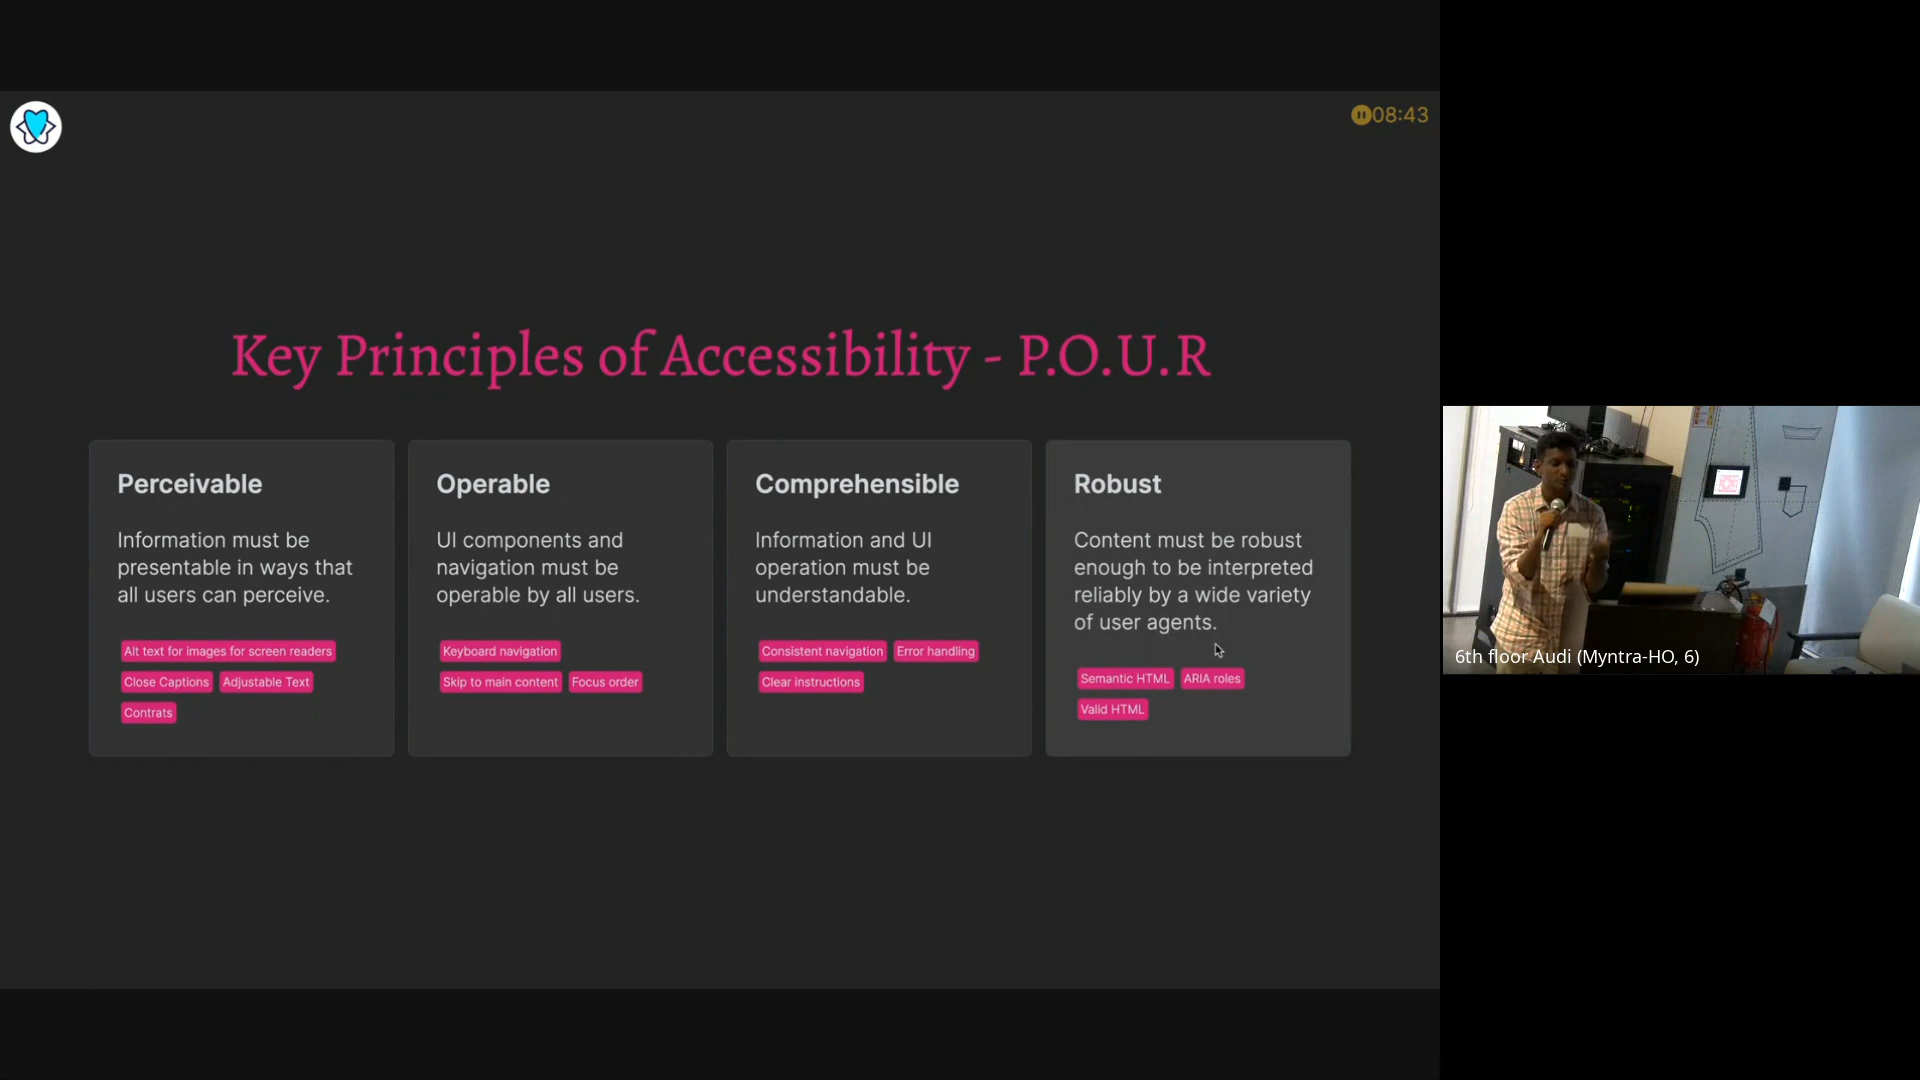 08:43
Key Principles of Accessibility - P.O.U.R
Perceivable
Information must be
presentable in ways that
all users can perceive.
Alt text for images for screen readers
Close Captions Adjustable Text
Contrats
Operable
UI components and
navigation must be
operable by all users.
Keyboard navigation
Skip to main content Focus order
Comprehensible
Information and UI
operation must be
understandable.
Consistent navigation Error handling
Clear instructions
Robust
Content must be robust
enough to be interpreted
reliably by a wide variety
of user agents.
Semantic HTML ARIA roles
Valid HTML
6th floor Audi (Myntra-HO, 6)